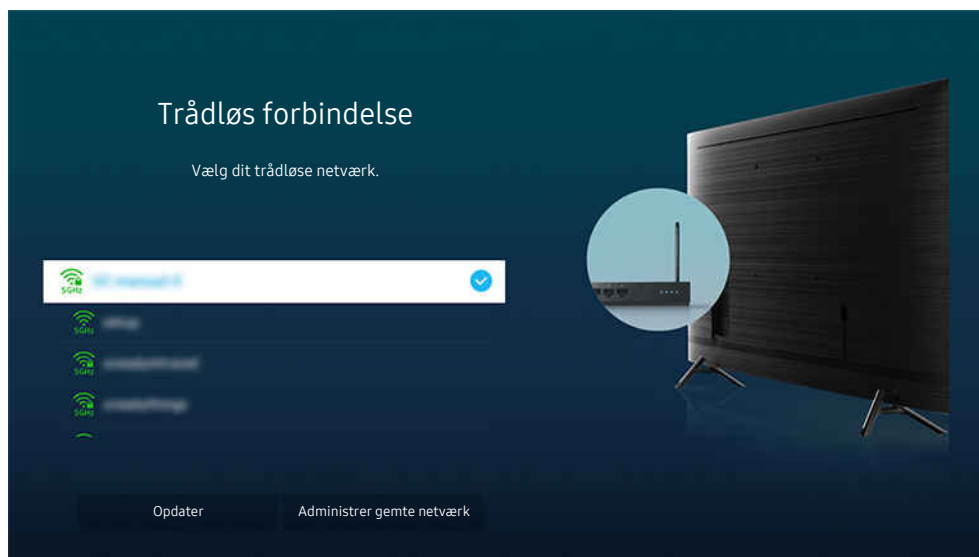 Trådløs forbindelse
Vælg dit trådløse netværk.
5GHz
5GHz
5GHz
5GHz
Opdater
Administrer gemte netværk